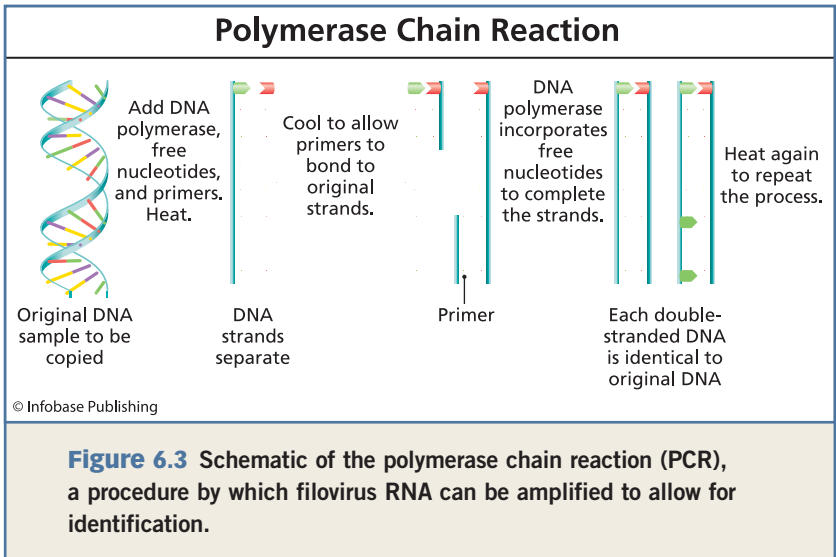 Polymerase Chain Reaction
Add DNA
polymerase,
free
nucleotides,
and primers.
Heat.
Cool to allow
primers to
bond to
original
strands.
DNA
polymerase
incorporates
free
nucleotides
to complete
the strands.
Heat again
to repeat
the process.
Original DNA
sample to be
copied
DNA
strands
separate
Primer
Each double-
stranded DNA
is identical to
original DNA
© Infobase Publishing
Figure 6.3 Schematic of the polymerase chain reaction (PCR),
a procedure by which filovirus RNA can be amplified to allow for
identification.